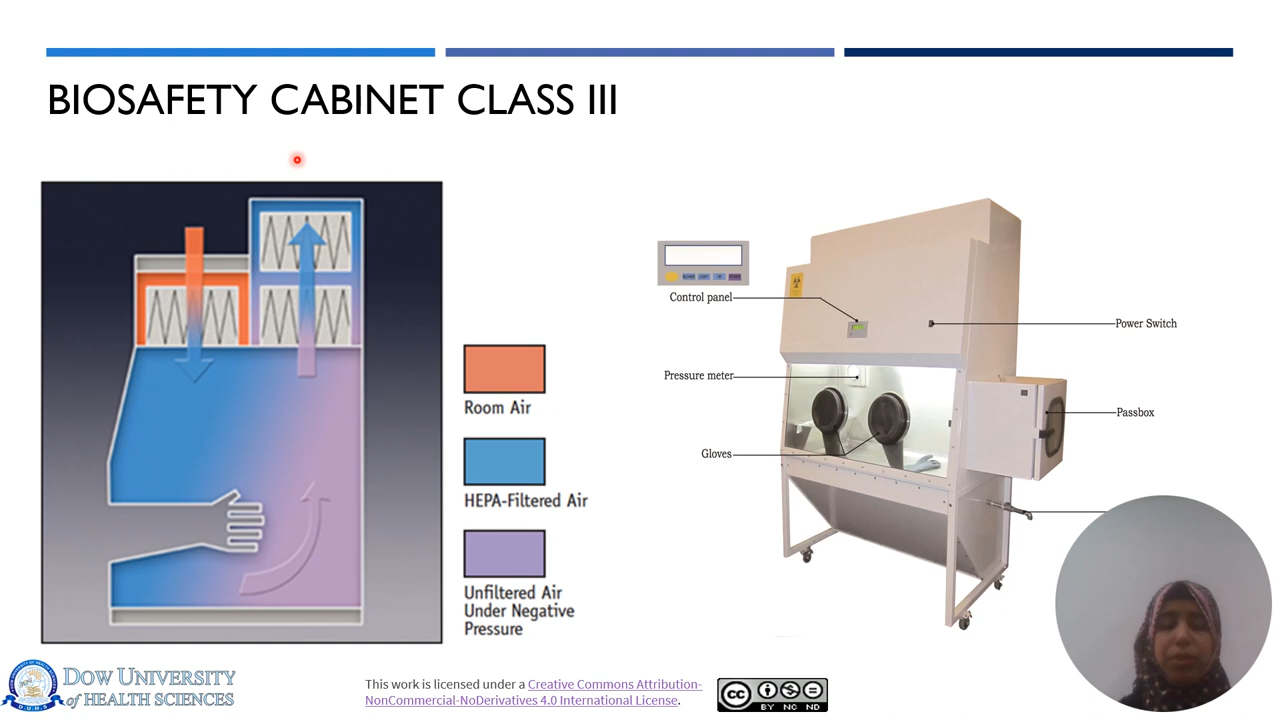 BIOSAFETY CABINET CLASS III
Room Air
HEPA-Filtered Air
Unfiltered Air
Under Negative
Pressure
Control panel
Power Switch
Pressure meter
Passbox
Gloves
DOW UNIVERSITY
of HEALTH SCIENCES
This work is licensed under a Creative Commons Attribution-
NonCommercial-NoDerivatives 4.0 International License.
cc
BY NC ND